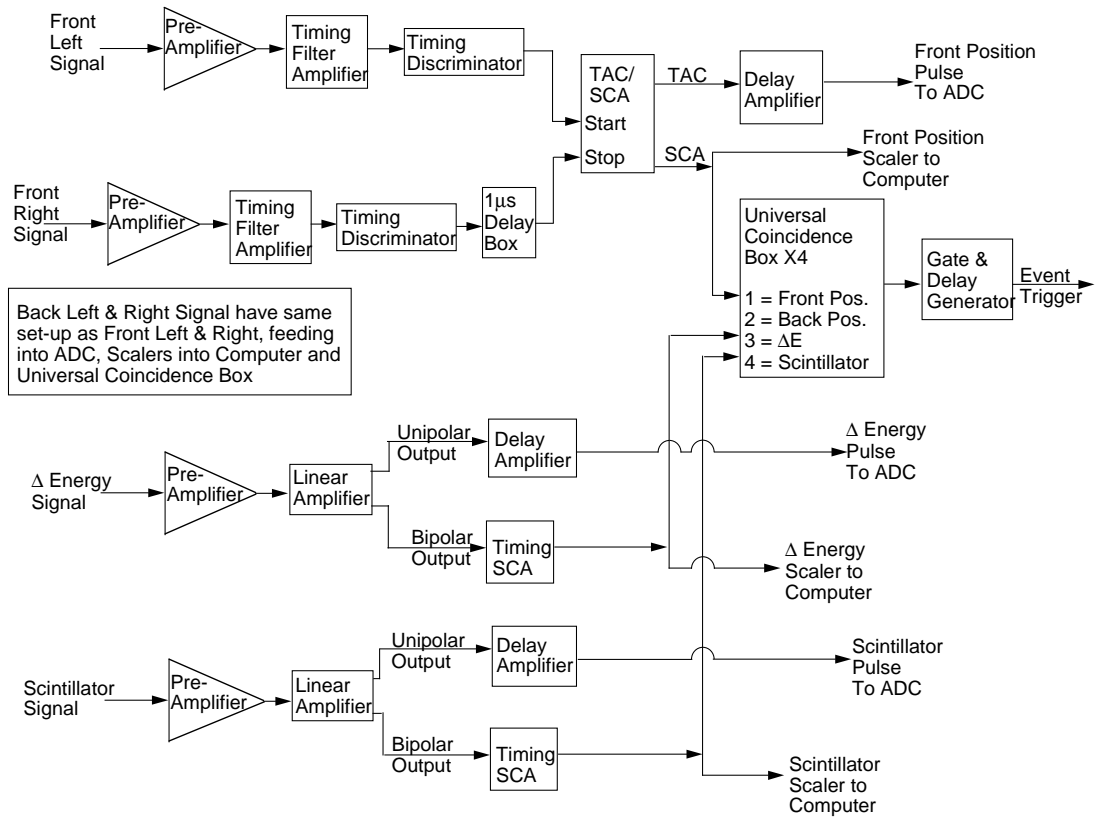 Front
Left
Signal
Pre-
Amplifier
Timing
Filter
Amplifier
Timing
Discriminator
TAC/
SCA
Start
Stop
TAC
SCA
Delay
Amplifier
Front Position
Pulse
To ADC
Front Position
Scaler to
Computer
Front
Right
Signal
Pre-
Amplifier
Timing
Filter
Amplifier
Timing
Discriminator
1μs
Delay
Box
Universal
Coincidence
Box X4
1 = Front Pos.
2 = Back Pos.
3 = ΔE
4 = Scintillator
Gate &
Delay
Generator
Event
Trigger
Back Left & Right Signal have same
set-up as Front Left & Right, feeding
into ADC, Scalers into Computer and
Universal Coincidence Box
Δ Energy
Signal
Pre-
Amplifier
Linear
Amplifier
Unipolar
Output
Delay
Amplifier
Δ Energy
Pulse
To ADC
Bipolar
Output
Timing
SCA
Δ Energy
Scaler to
Computer
Scintillator
Signal
Pre-
Amplifier
Linear
Amplifier
Unipolar
Output
Delay
Amplifier
Scintillator
Pulse
To ADC
Bipolar
Output
Timing
SCA
Scintillator
Scaler to
Computer